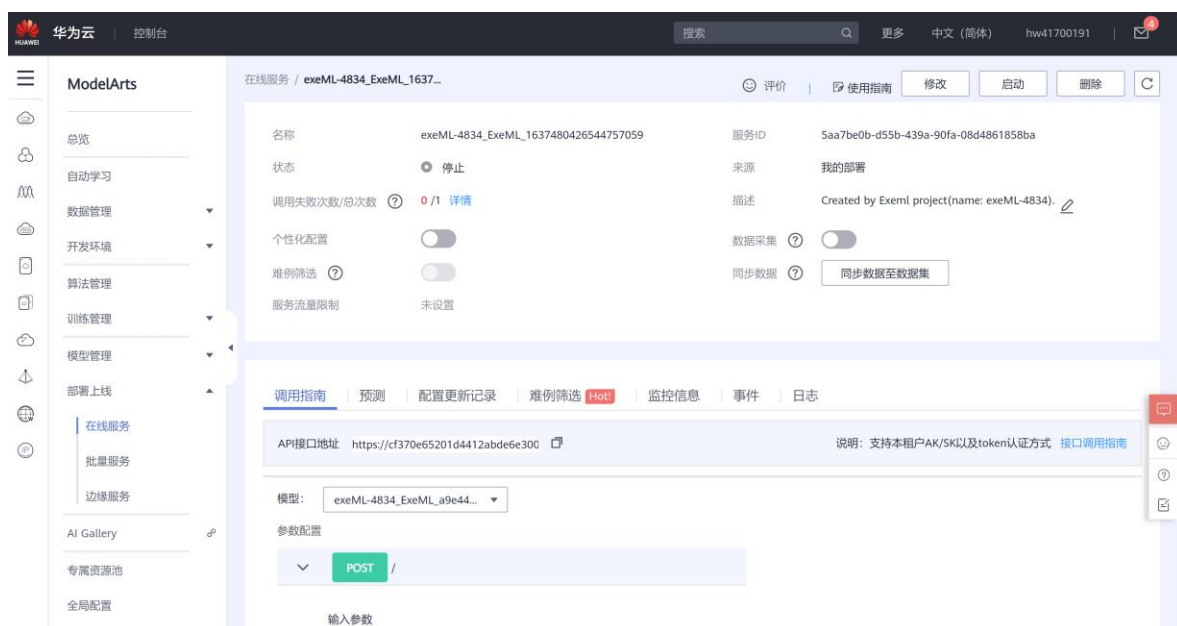 HUAWEI 华为云 控制台 搜索 更多 中文 (简体) hw41700191 4
ModelArts
总览
自动学习
数据管理
开发环境
算法管理
训练管理
模型管理
部署上线
在线服务
批量服务
边缘服务
AI Gallery
专属资源池
全局配置
在线服务 / exeML-4834_ExeML_1637... 评价 使用指南 修改 启动 删除
名称 exeML-4834_ExeML_1637480426544757059 服务ID 5aa7be0b-d55b-439a-90fa-08d4861858ba
状态 停止 来源 我的部署
调用失败次数/总次数 ? 0 /1 详情 描述 Created by Exeml project(name: exeML-4834).
个性化配置 数据采集 ?
难例筛选 ? 同步数据 ? 同步数据至数据集
服务流量限制 未设置
调用指南 预测 配置更新记录 难例筛选 Hot! 监控信息 事件 日志
API接口地址 https://cf370e65201d4412abde6e300 说明：支持本租户AK/SK以及token认证方式 接口调用指南
模型： exeML-4834_ExeML_a9e44...
参数配置
POST /
输入参数